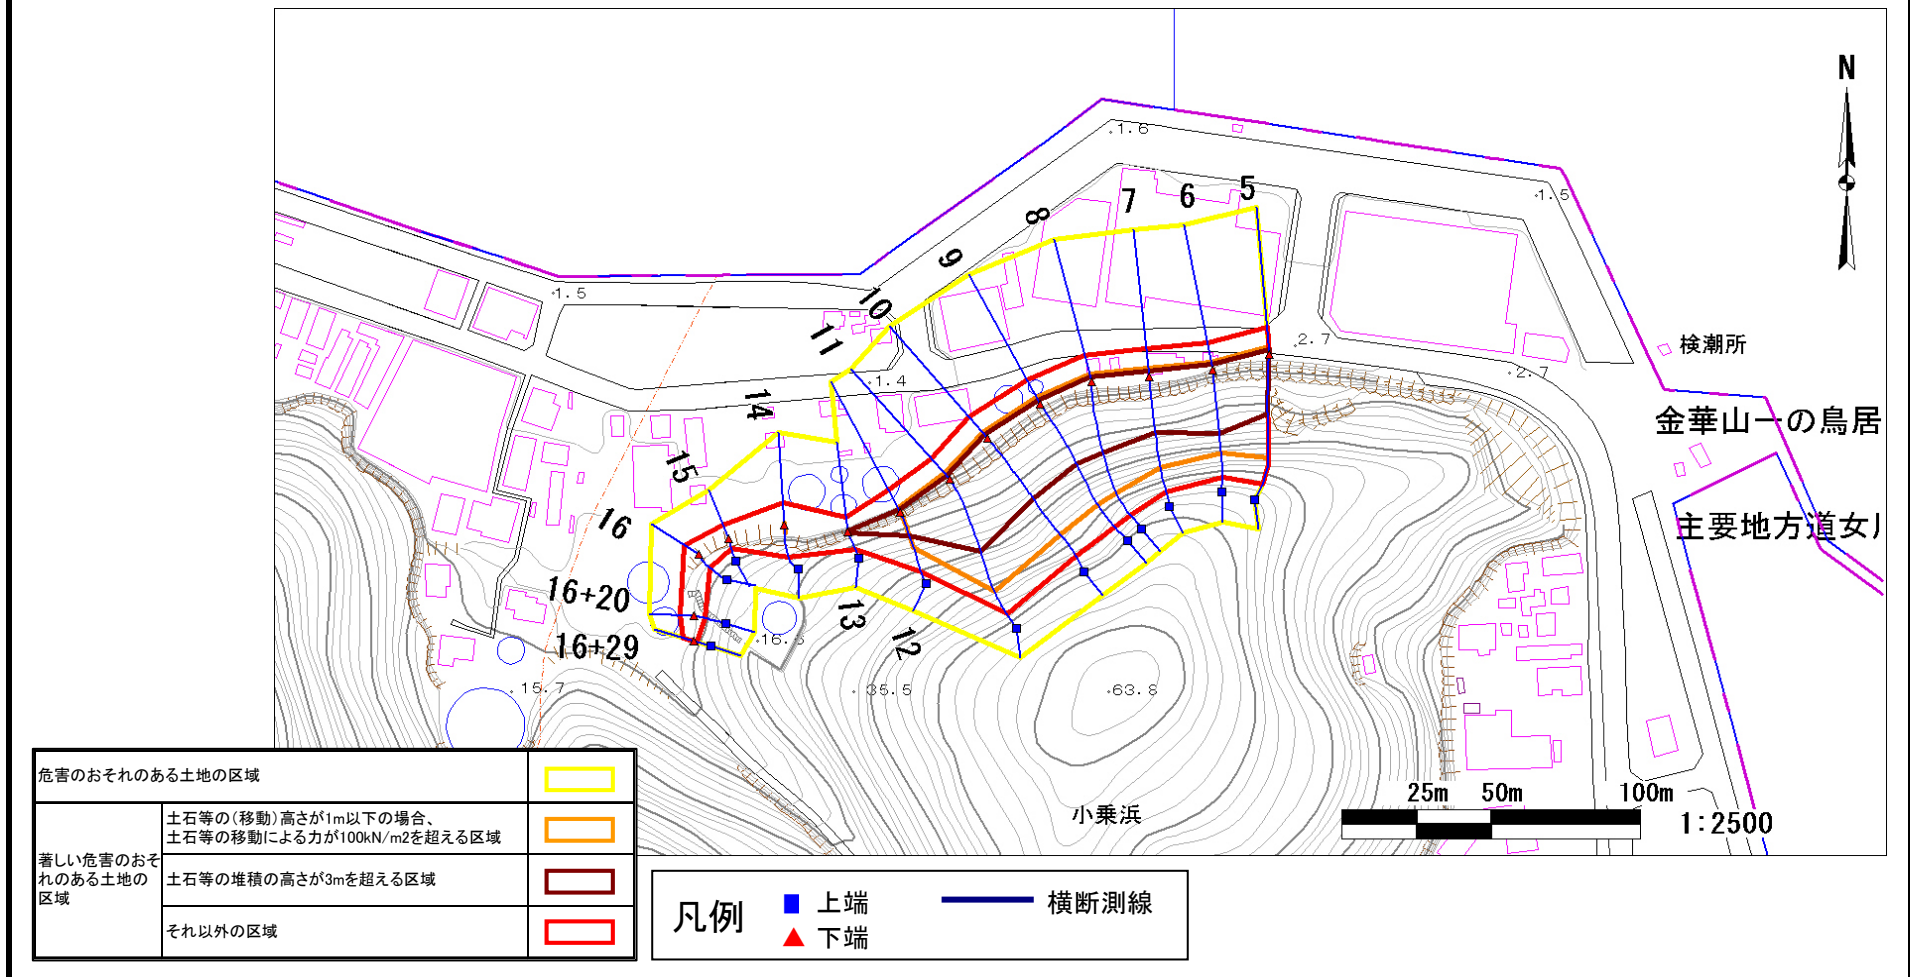 N
1.6
1.5
5
6
7
8
9
10
11
1.5
2.7
検潮所
2.7
1.4
14
金華山一の鳥居
15
16
主要地方道女川
16+20
13
12
16.5
16+29
15.7
35.5
63.8
小乗浜
25m 50m 100m
1:2500
危害のおそれのある土地の区域
著しい危害のおそ
れのある土地の
区域
土石等の(移動)高さが1m以下の場合、
土石等の移動による力が100kN/m2を超える区域
土石等の堆積の高さが3mを超える区域
それ以外の区域
凡例
上端
下端
横断測線